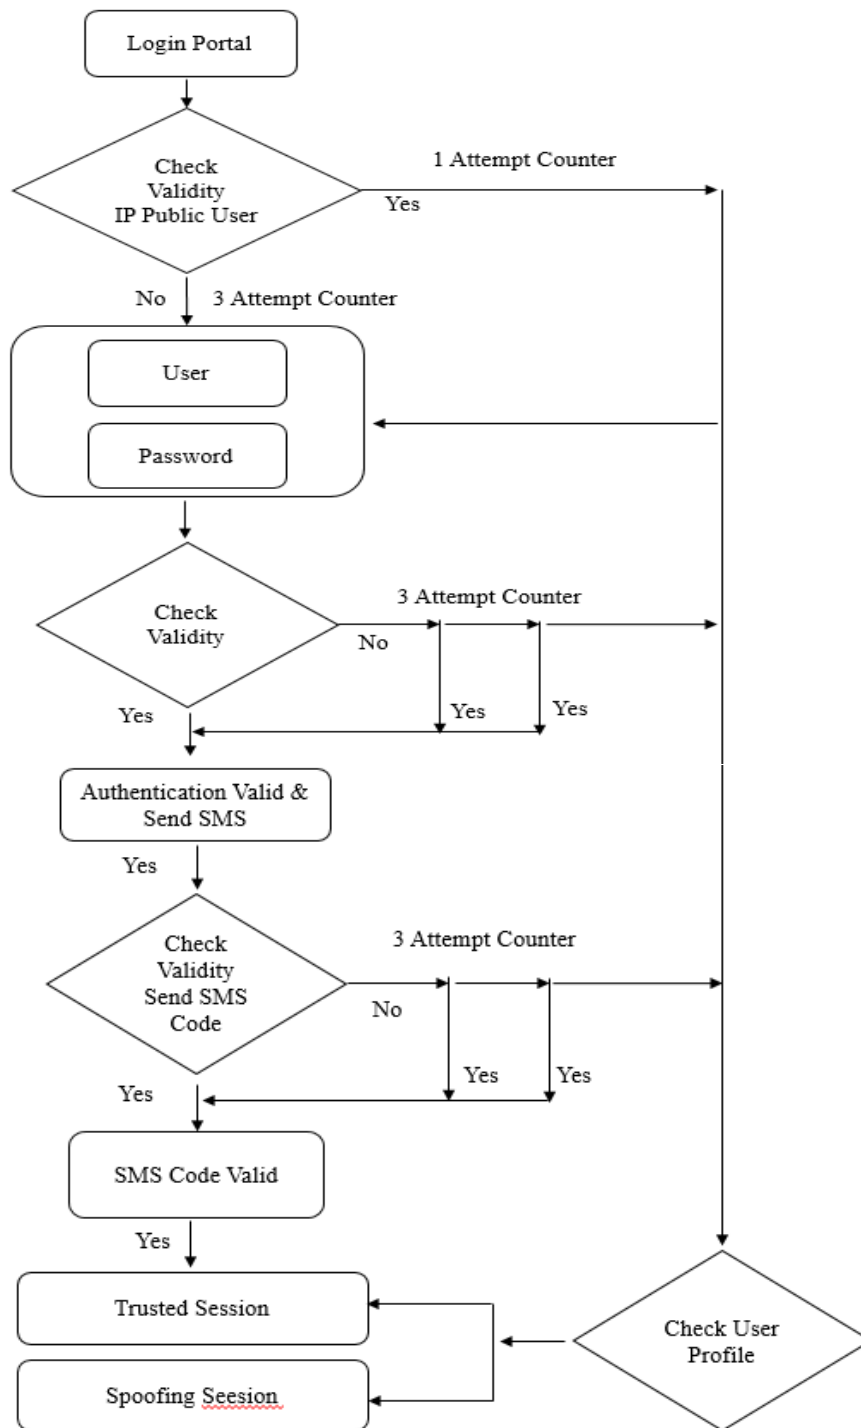 Login Portal
Check
Validity
IP Public User
1 Attempt Counter
Yes
No
3 Attempt Counter
User
Password
Check
Validity
3 Attempt Counter
No
Yes
Yes
Yes
Authentication Valid &
Send SMS
Yes
Check
Validity
Send SMS
Code
3 Attempt Counter
No
Yes
Yes
Yes
SMS Code Valid
Yes
Trusted Session
Check User
Profile
Spoofing Seesion